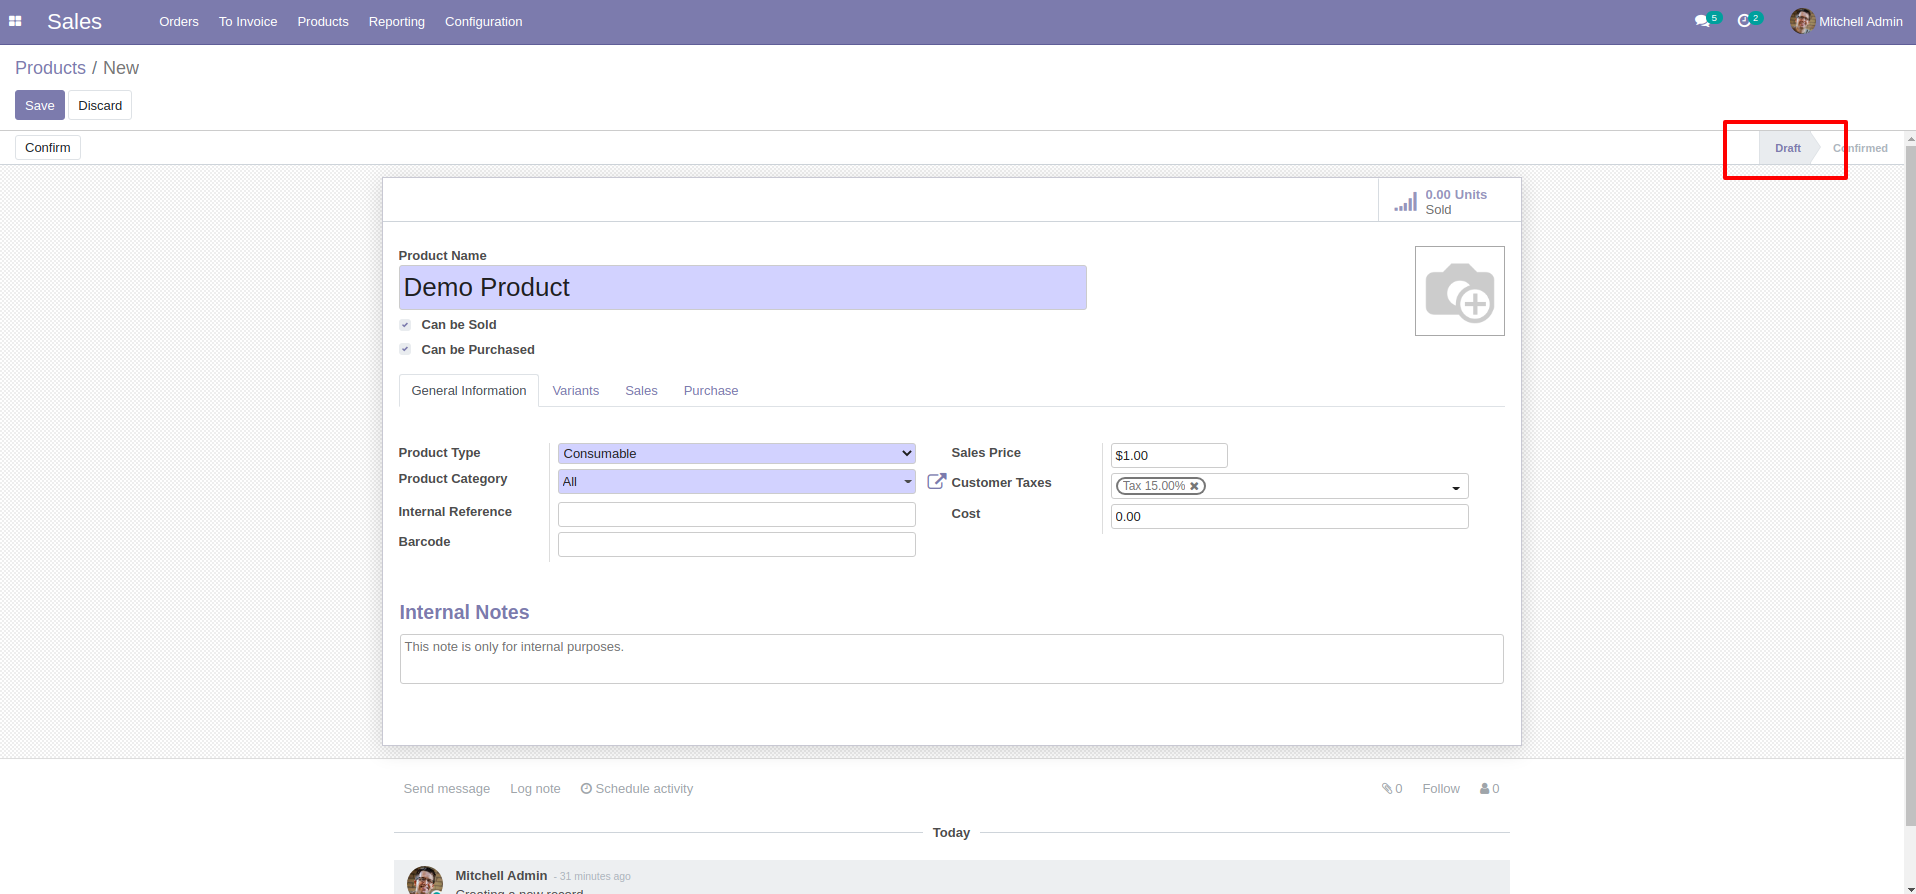 Sales Orders To Invoice Products Reporting Configuration 5 2 Mitchell Admin
Products / New
Save Discard
Confirm Draft Confirmed
0.00 Units
Sold
Product Name
Demo Product
Can be Sold
Can be Purchased
General Information Variants Sales Purchase
Product Type Consumable Sales Price $1.00
Product Category All Customer Taxes Tax 15.00%
Internal Reference Cost 0.00
Barcode
Internal Notes
This note is only for internal purposes.
Send message Log note Schedule activity 0 Follow 0
Today
Mitchell Admin - 31 minutes ago
Creating a new record